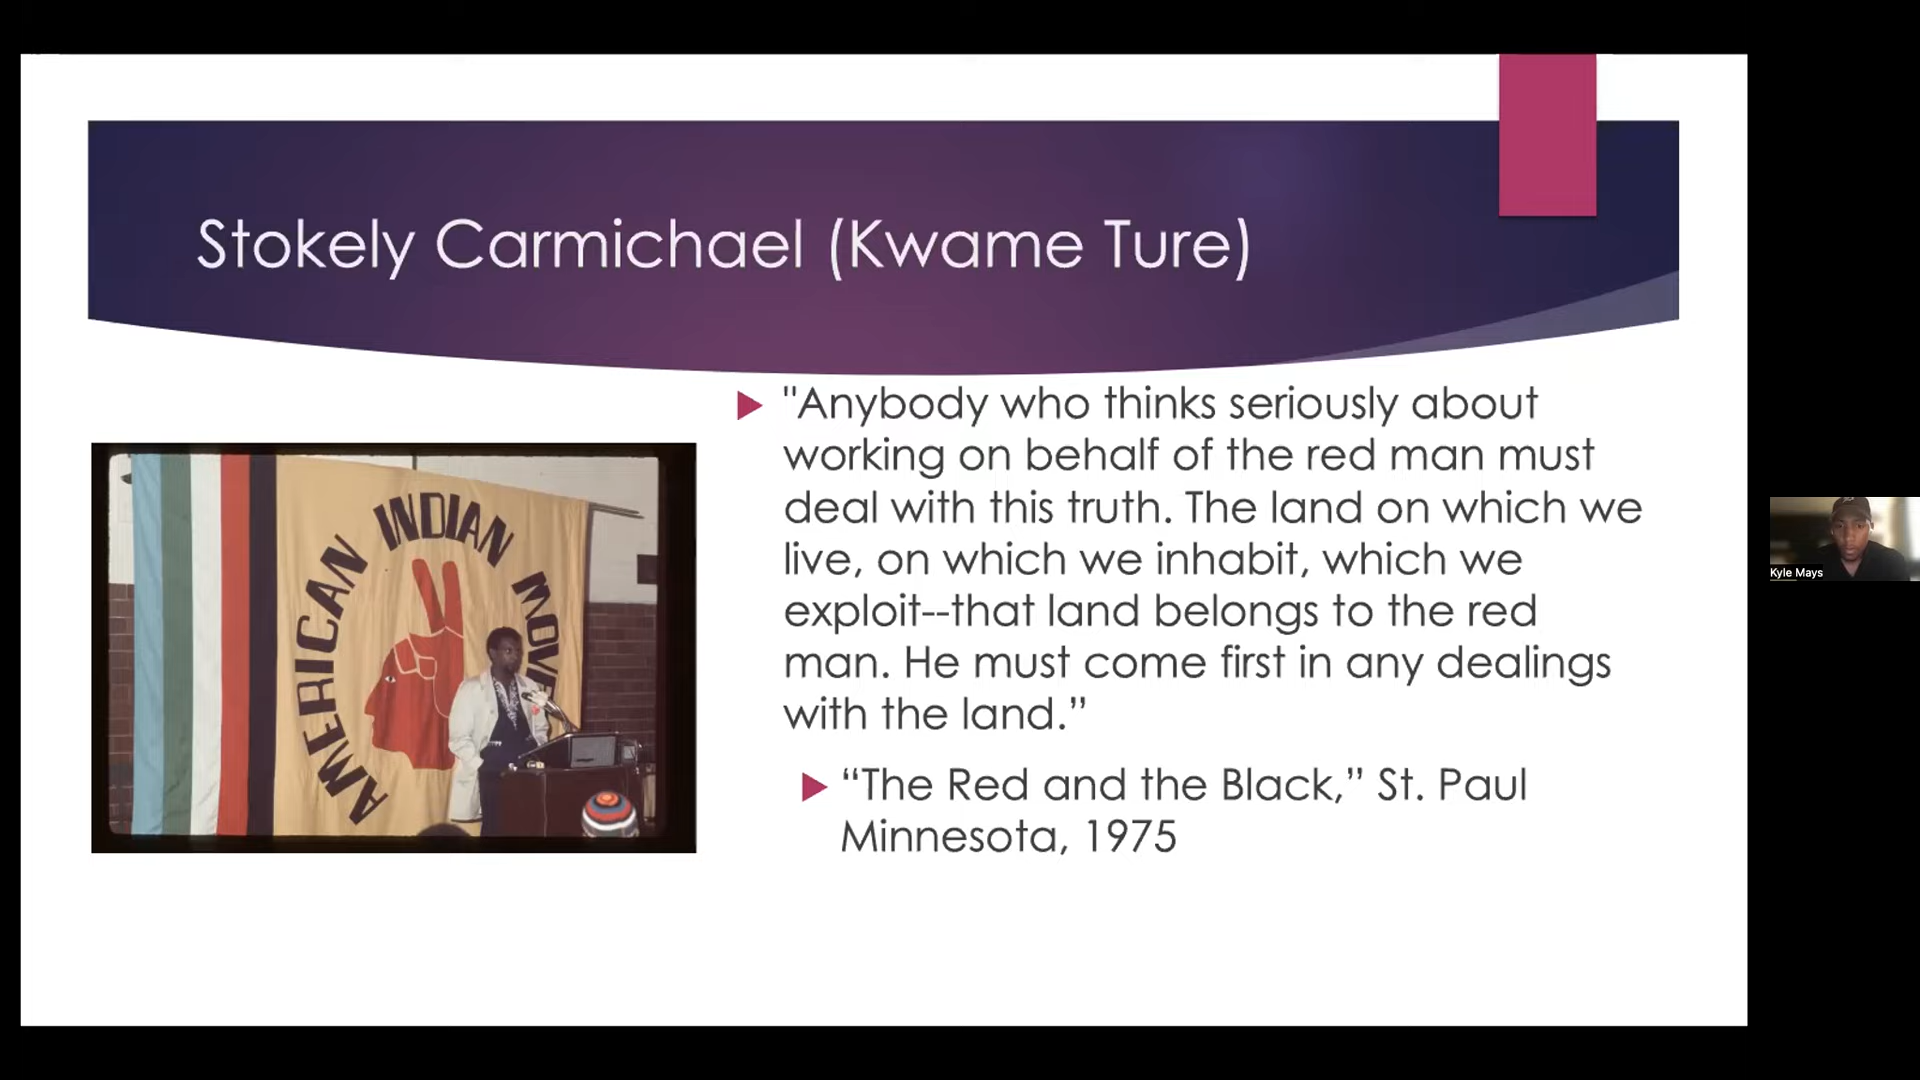 Stokely Carmichael (Kwame Ture)
"Anybody who thinks seriously about
working on behalf of the red man must
deal with this truth. The land on which we
live, on which we inhabit, which we
exploit--that land belongs to the red
man. He must come first in any dealings
with the land.”
“The Red and the Black,” St. Paul
Minnesota, 1975
AMERICAN INDIAN MOVE
Kyle Mays